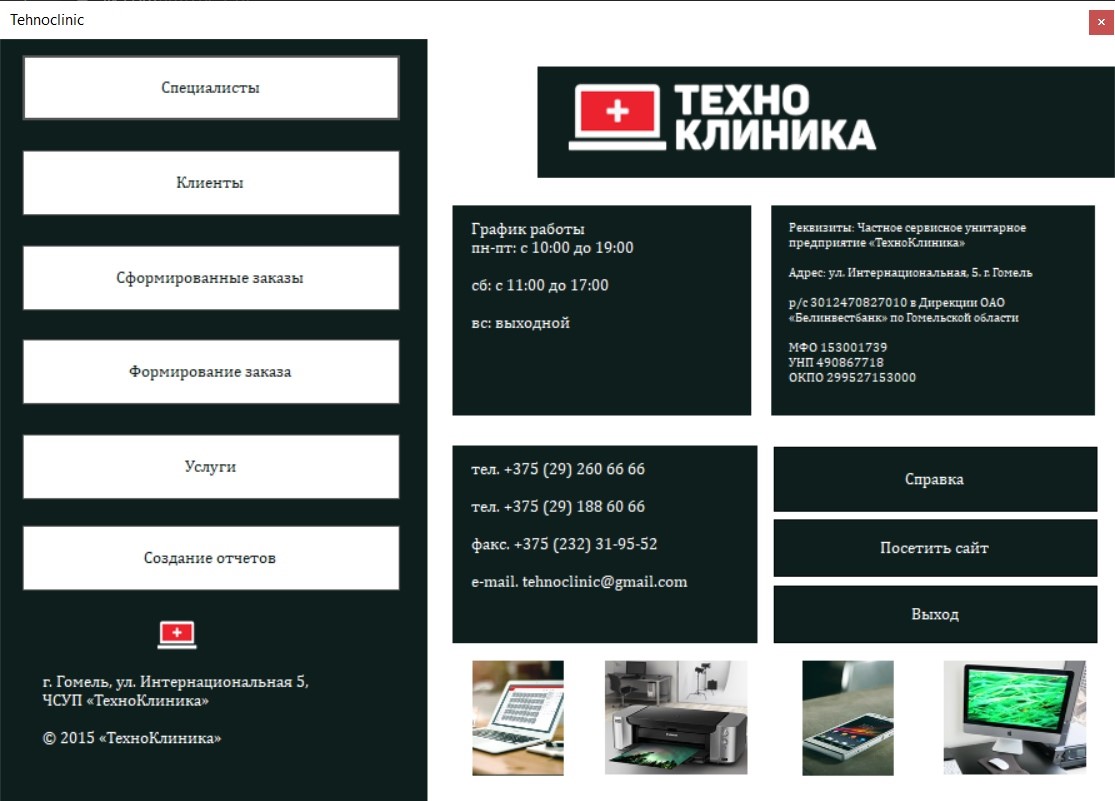 Tehnoclinic
Специалисты
Клиенты
Сформированные заказы
Формирование заказа
Услуги
Создание отчетов
г. Гомель, ул. Интернациональная 5,
ЧСУП «ТехноКлиника»
© 2015 «ТехноКлиника»
ТЕХНО
КЛИНИКА
График работы
пн-пт: с 10:00 до 19:00
сб: с 11:00 до 17:00
вс: выходной
Реквизиты: Частное сервисное унитарное
предприятие «ТехноКлиника»
Адрес: ул. Интернациональная, 5. г. Гомель
р/с 3012470827010 в Дирекции ОАО
«Белинвестбанк» по Гомельской области
МФО 153001739
УНП 490867718
ОКПО 299527153000
тел. +375 (29) 260 66 66
тел. +375 (29) 188 60 66
факс. +375 (232) 31-95-52
e-mail. tehnoclinic@gmail.com
Справка
Посетить сайт
Выход